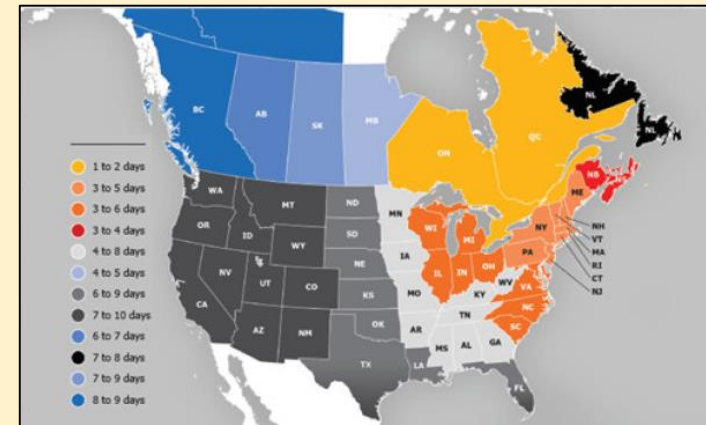 1 to 2 days
3 to 5 days
3 to 6 days
3 to 4 days
4 to 8 days
4 to 5 days
6 to 9 days
7 to 10 days
6 to 7 days
7 to 8 days
7 to 9 days
8 to 9 days
BC
AB
SK
MB
ON
QC
NL
NL
NB
WA
MT
ND
MN
OR
ID
SD
WI
MI
NY
ME
WY
NE
IA
PA
NH
VT
MA
RI
CT
NJ
NV
UT
CO
KS
MO
IL
IN
OH
WV
VA
KY
CA
AZ
NM
OK
AR
TN
NC
SC
TX
LA
MS
AL
GA
FL